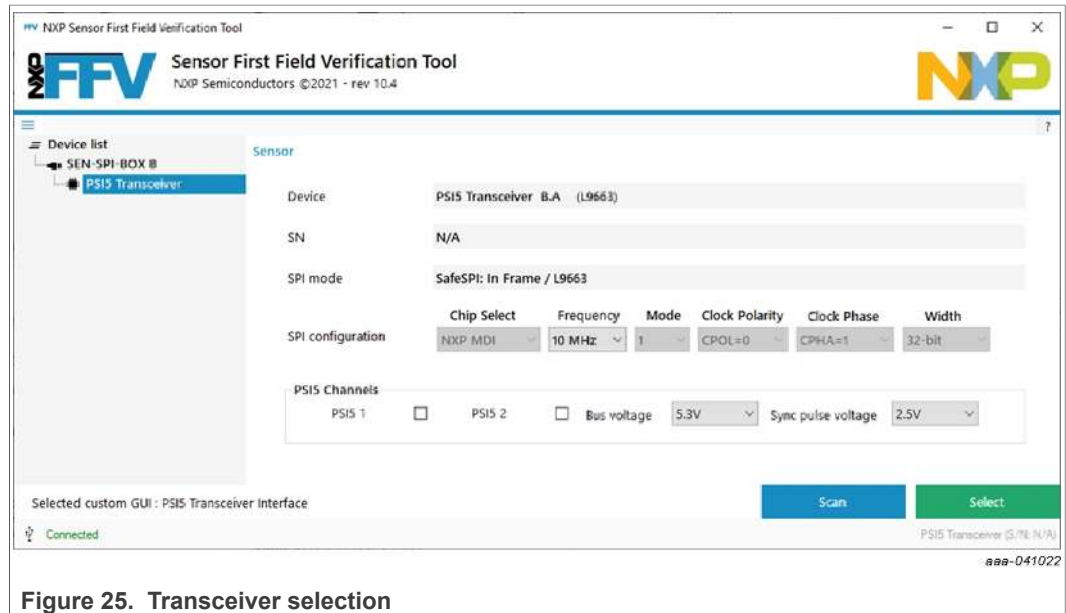 NXP Sensor First Field Verification Tool
NXP FFV
Sensor First Field Verification Tool
NXP Semiconductors ©2021 - rev 10.4
NXP
?
Device list
SEN-SPI-BOX B
PSI5 Transceiver
Sensor
Device PSI5 Transceiver B.A (L9663)
SN N/A
SPI mode SafeSPI: In Frame / L9663
Chip Select Frequency Mode Clock Polarity Clock Phase Width
SPI configuration NXP MDI 10 MHz 1 CPOL=0 CPHA=1 32-bit
PSI5 Channels
PSI5 1 PSI5 2 Bus voltage 5.3V Sync pulse voltage 2.5V
Selected custom GUI : PSI5 Transceiver Interface
Scan Select
Connected PSI5 Transceiver (S/N: N/A)
aaa-041022
Figure 25. Transceiver selection